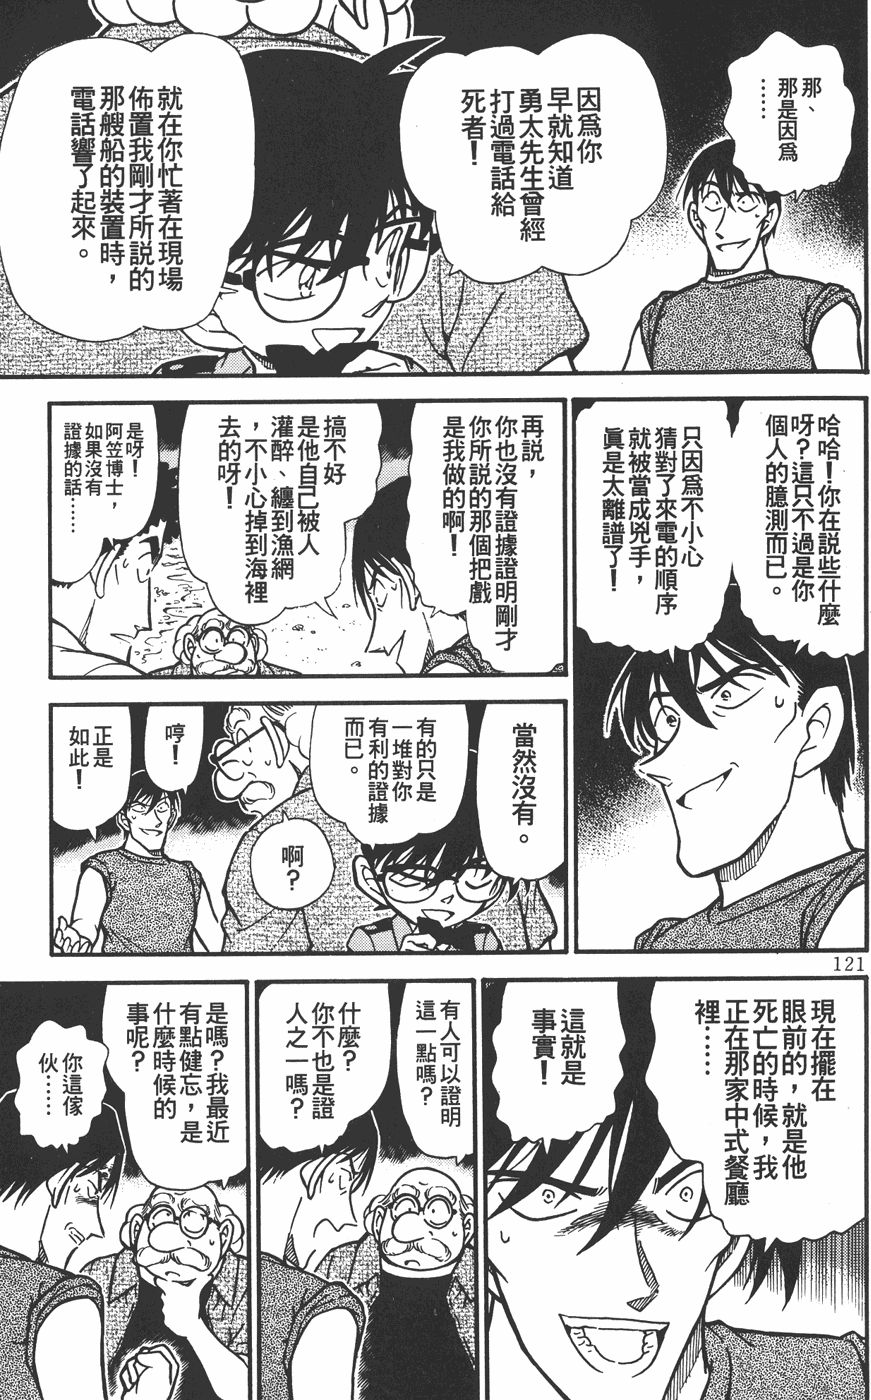 那、
那是因為
……
因為你
早就知道
勇太先生曾經
打過電話給
死者！
就在你忙著在現場
佈置我剛才所說的
那艘船的裝置時，
電話響了起來。
哈哈！你在說些什麼
呀？這只不過是你
個人的臆測而已。
只因為不小心
猜對了來電的順序
就被當成兇手，
眞是太離譜了！
再說，
你也沒有證據證明剛才
你所說的那個把戲
是我做的啊！
搞不好
是他自己被人
灌醉、纏到漁網
，不小心掉到海裡
去的呀！
是呀！
阿笠博士，
如果沒有
證據的話……
當然沒有。
有的只是
一堆對你
有利的證據
而已。
啊？
哼！
正是
如此！
121
現在擺在
眼前的，就是他
死亡的時候，我
正在那家中式餐廳
裡……
這就是
事實！
有人可以證明
這一點嗎？
什麼？
你不也是證
人之一嗎？
是嗎？我最近
有點健忘，是
什麼時候的
事呢？
你這傢
伙……